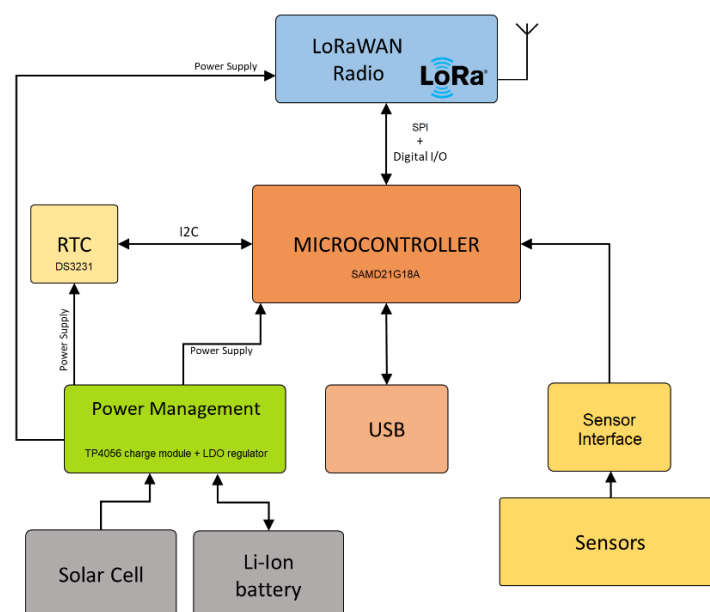 LoRaWAN
Radio
LoRa®
Power Supply
SPI
+
Digital I/O
RTC
DS3231
I2C
MICROCONTROLLER
SAMD21G18A
Power Supply
Power Supply
Power Management
TP4056 charge module + LDO regulator
USB
Sensor
Interface
Solar Cell
Li-Ion
battery
Sensors